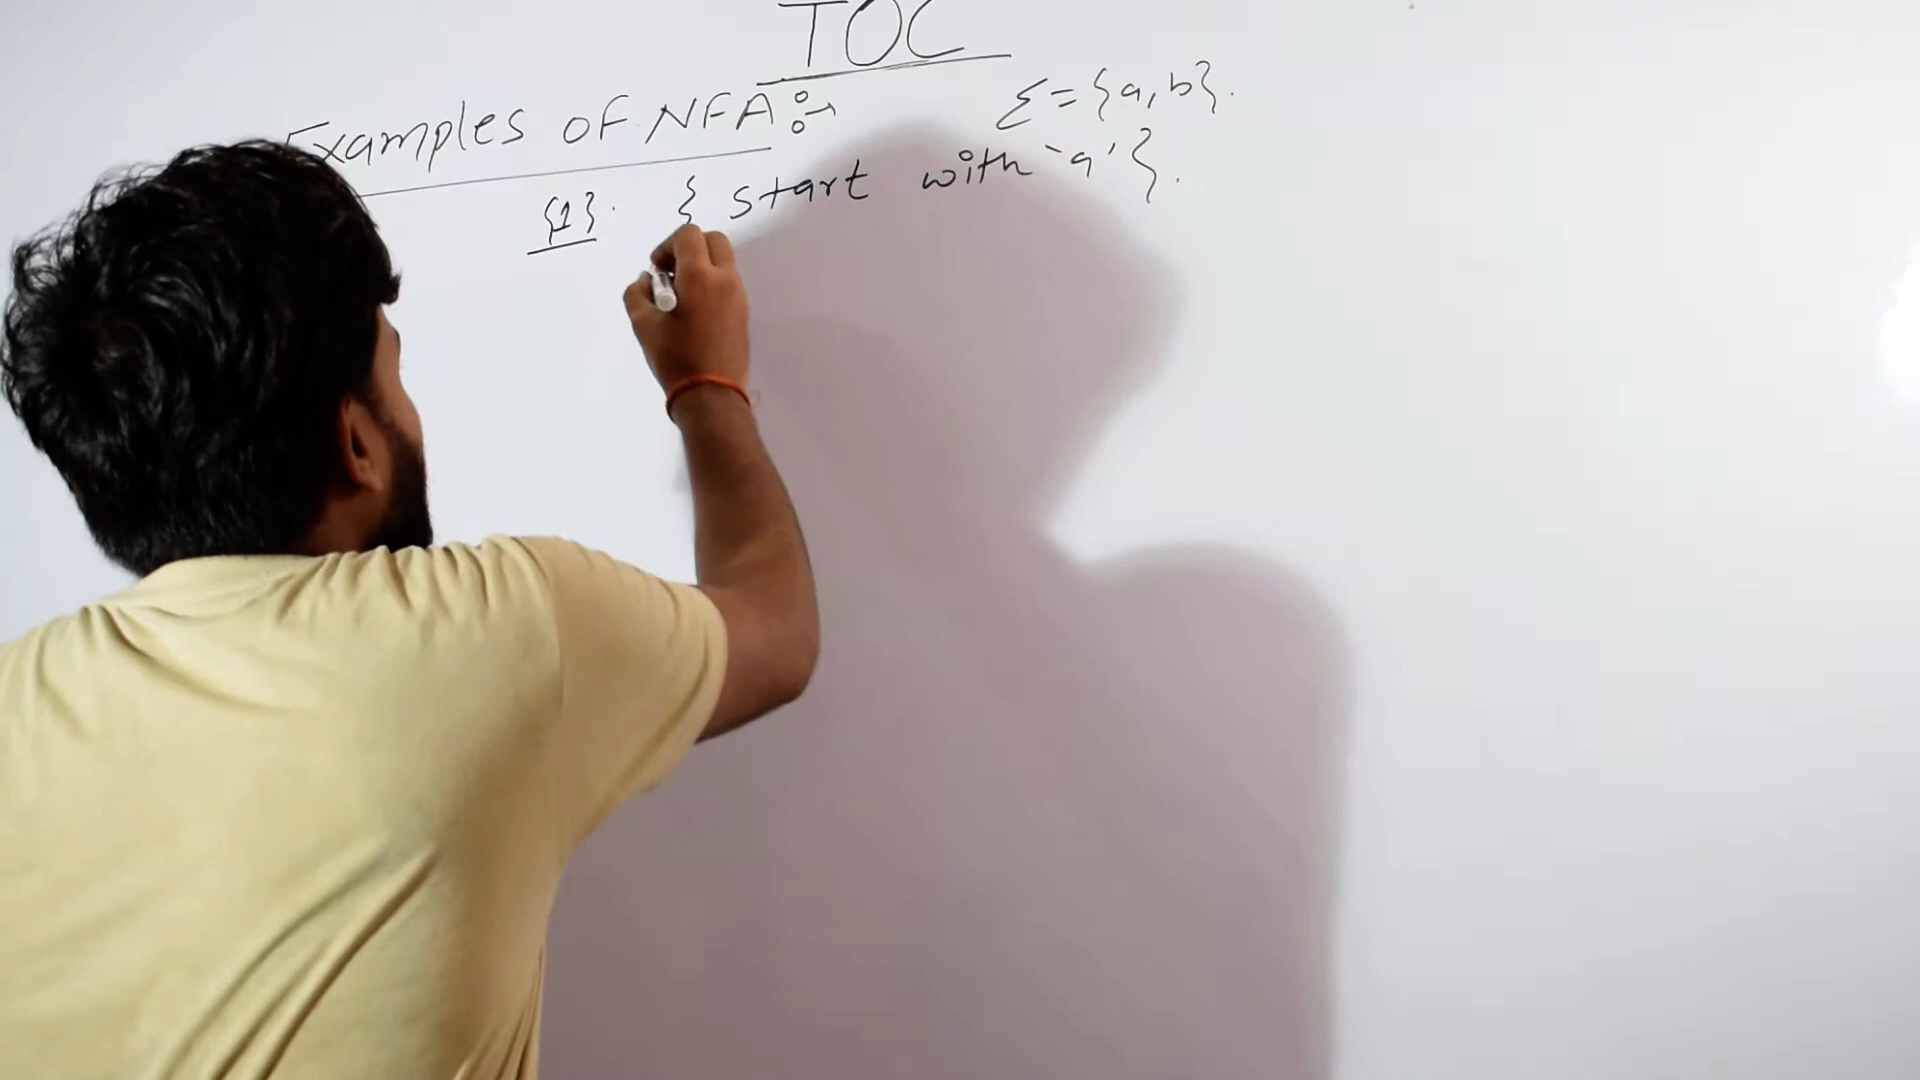 TOC
Examples OF NFA :→ Σ = {a, b}.
{1}. { start with 'a' }.